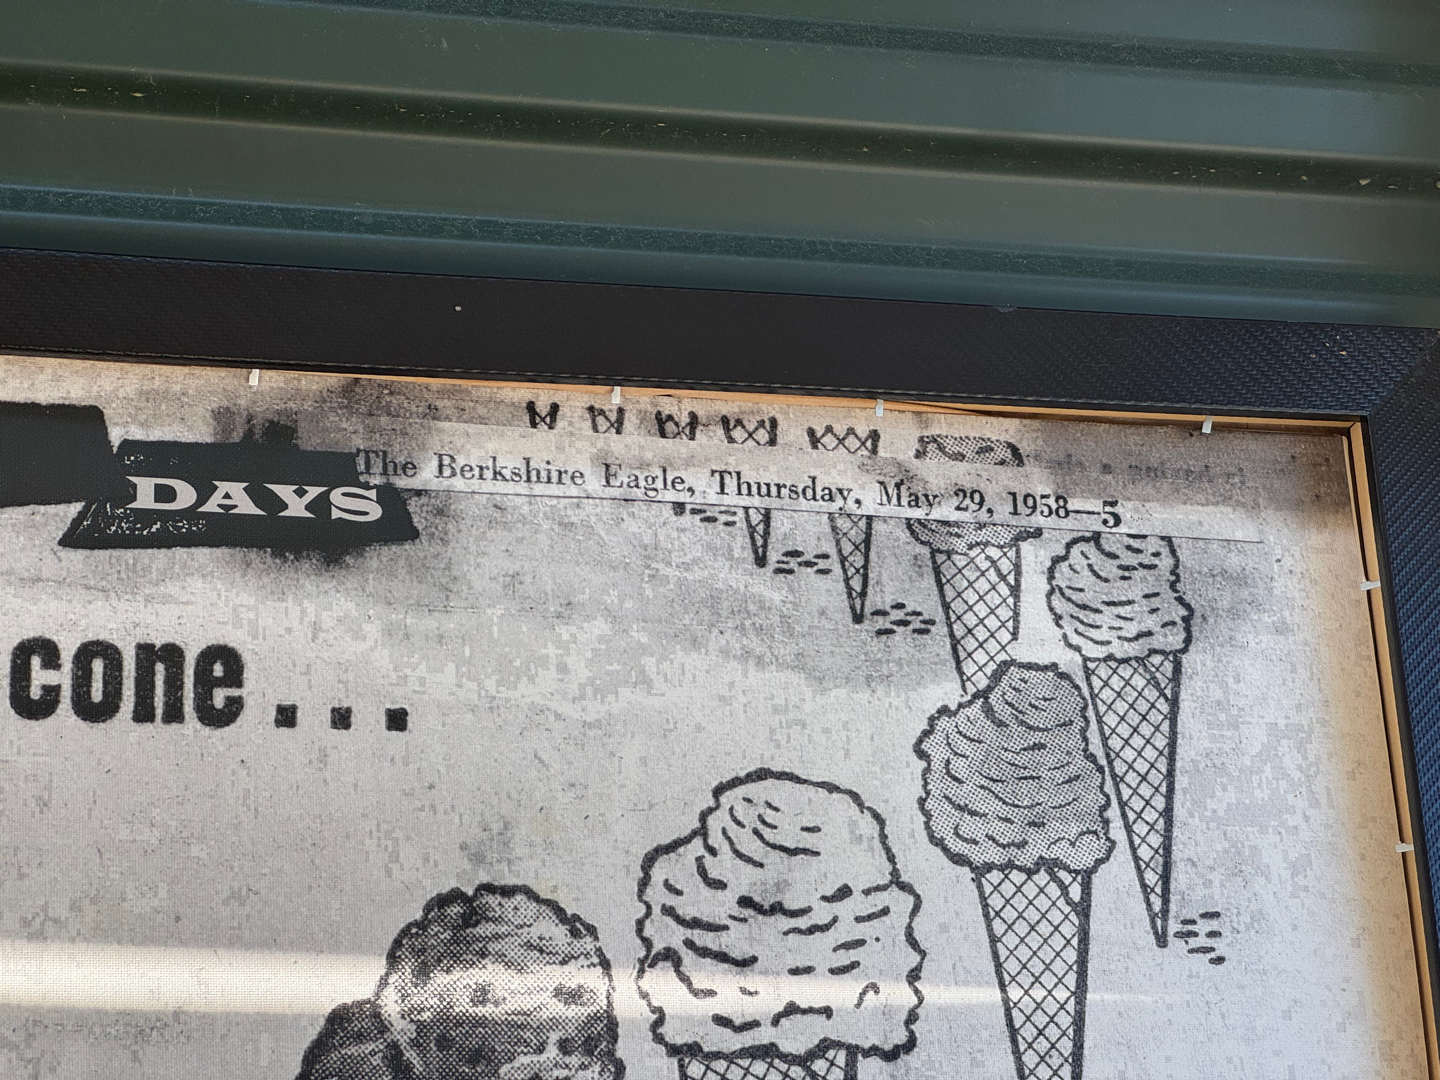 The Berkshire Eagle, Thursday, May 29, 1958—5
DAYS
cone...